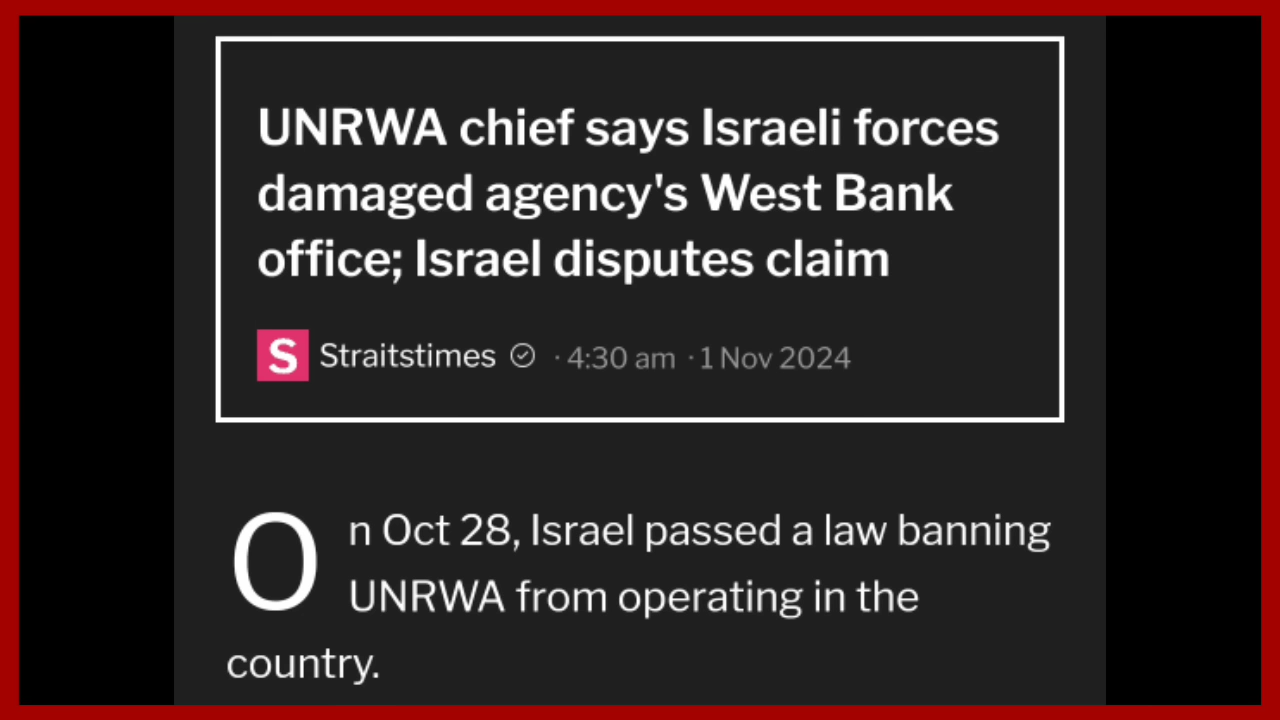 UNRWA chief says Israeli forces
damaged agency's West Bank
office; Israel disputes claim
S Straitstimes · 4:30 am · 1 Nov 2024
On Oct 28, Israel passed a law banning
UNRWA from operating in the
country.